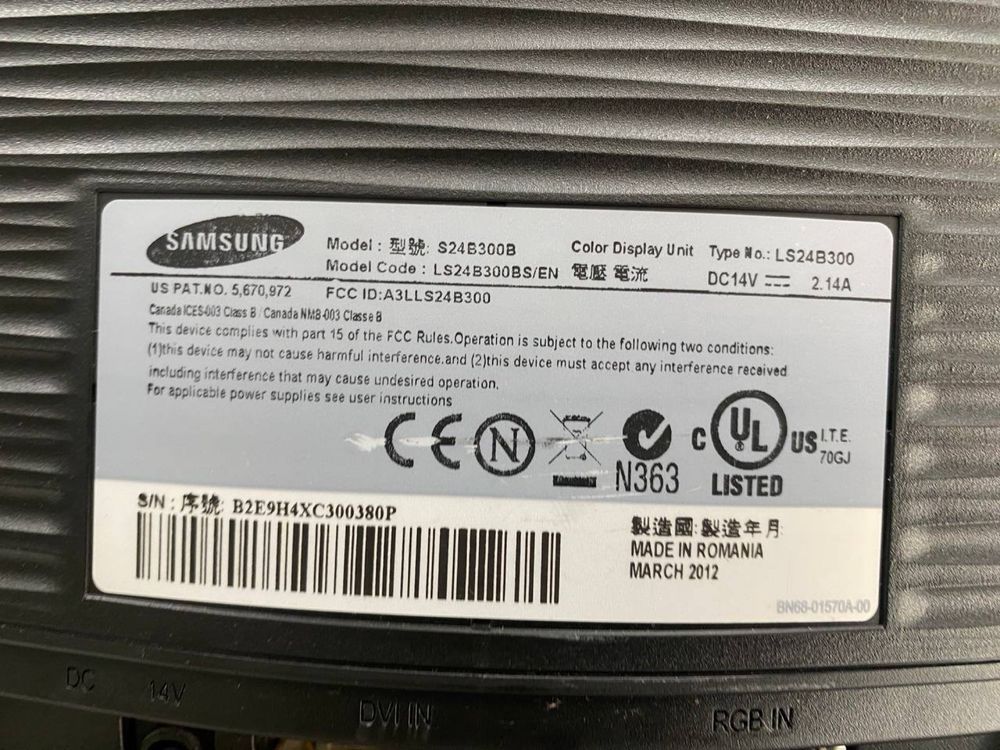 SAMSUNG
Model : 型號: S24B300B
Color Display Unit
Type No.: LS24B300
Model Code : LS24B300BS/EN
電壓 電流
DC14V 2.14A
US PAT.NO. 5,670,972
FCC ID:A3LLS24B300
Canada ICES-003 Class B / Canada NMB-003 Classe B
This device complies with part 15 of the FCC Rules.Operation is subject to the following two conditions:
(1)this device may not cause harmful interference.and (2)this device must accept any interference received
including interference that may cause undesired operation.
For applicable power supplies see user instructions
CE
N
N363
C UL US
LISTED
I.T.E.
70GJ
S/N : 序號: B2E9H4XC300380P
製造國:製造年月
MADE IN ROMANIA
MARCH 2012
BN68-01570A-00
DC 14V
DVI IN
RGB IN